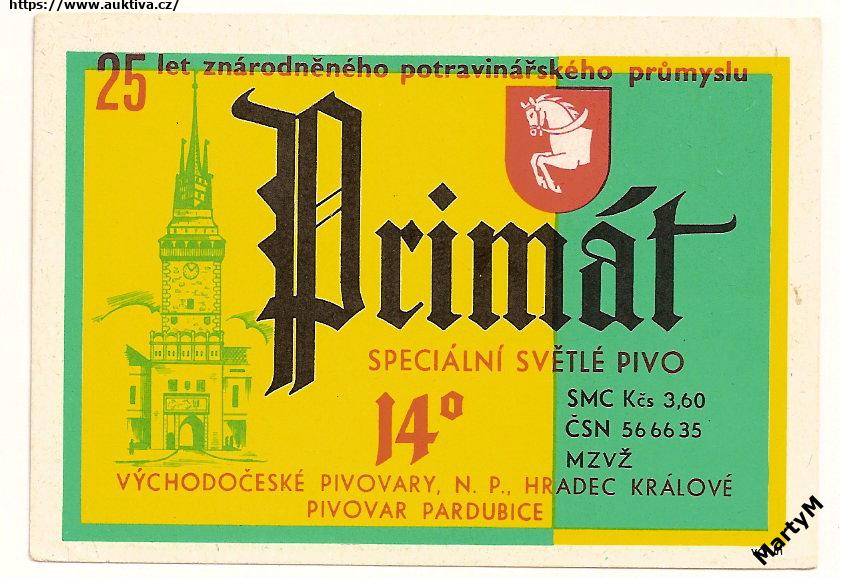 https://www.auktiva.cz/
25 let znárodněného potravinářského průmyslu
Primát
SPECIÁLNÍ SVĚTLÉ PIVO
14°
SMC Kčs 3,60
ČSN 56 66 35
MZVŽ
VÝCHODOČESKÉ PIVOVARY, N. P., HRADEC KRÁLOVÉ
PIVOVAR PARDUBICE
MartyM